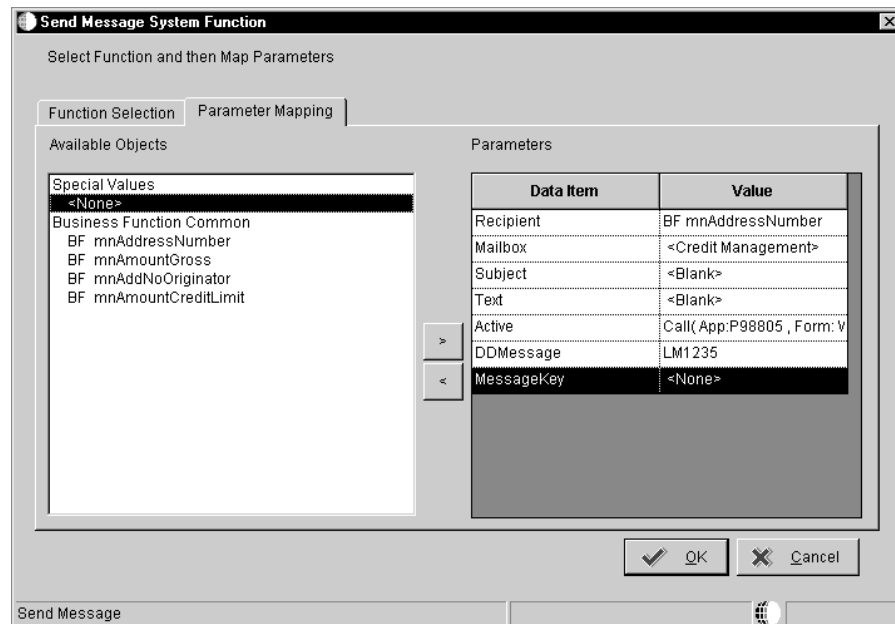 Send Message System Function
Select Function and then Map Parameters
Function Selection
Parameter Mapping
Available Objects
Special Values
<None>
Business Function Common
BF mnAddressNumber
BF mnAmountGross
BF mnAddNoOriginator
BF mnAmountCreditLimit
>
<
Parameters
Data Item Value
Recipient BF mnAddressNumber
Mailbox <Credit Management>
Subject <Blank>
Text <Blank>
Active Call( App:P98805 , Form: W
DDMessage LM1235
MessageKey <None>
OK
Cancel
Send Message